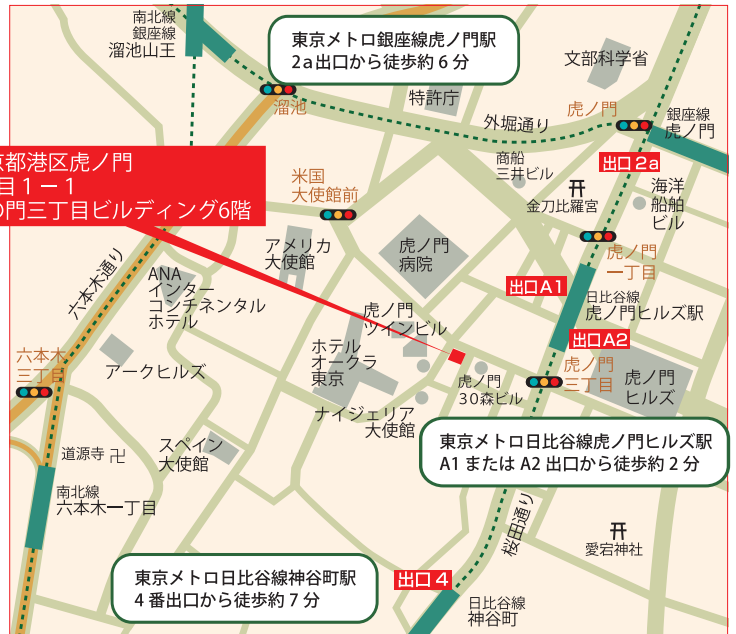 南北線
銀座線
溜池山王
東京メトロ銀座線虎ノ門駅
2a出口から徒歩約6分
文部科学省
特許庁
溜池
外堀通り
虎ノ門
銀座線
虎ノ門
出口2a
都港区虎ノ門
目1－1
門三丁目ビルディング6階
米国
大使館前
商船
三井ビル
金刀比羅宮
海洋
船舶
ビル
アメリカ
大使館
虎ノ門
病院
虎ノ門
一丁目
六本木通り
ANA
インター
コンチネンタル
ホテル
出口A1
日比谷線
虎ノ門ヒルズ駅
虎ノ門
ツインビル
出口A2
ホテル
オークラ
東京
六本木
三丁目
アークヒルズ
虎ノ門
30森ビル
虎ノ門
三丁目
虎ノ門
ヒルズ
ナイジェリア
大使館
道源寺 卍
スペイン
大使館
東京メトロ日比谷線虎ノ門ヒルズ駅
A1またはA2出口から徒歩約2分
南北線
六本木一丁目
桜田通り
愛宕神社
東京メトロ日比谷線神谷町駅
4番出口から徒歩約7分
出口4
日比谷線
神谷町